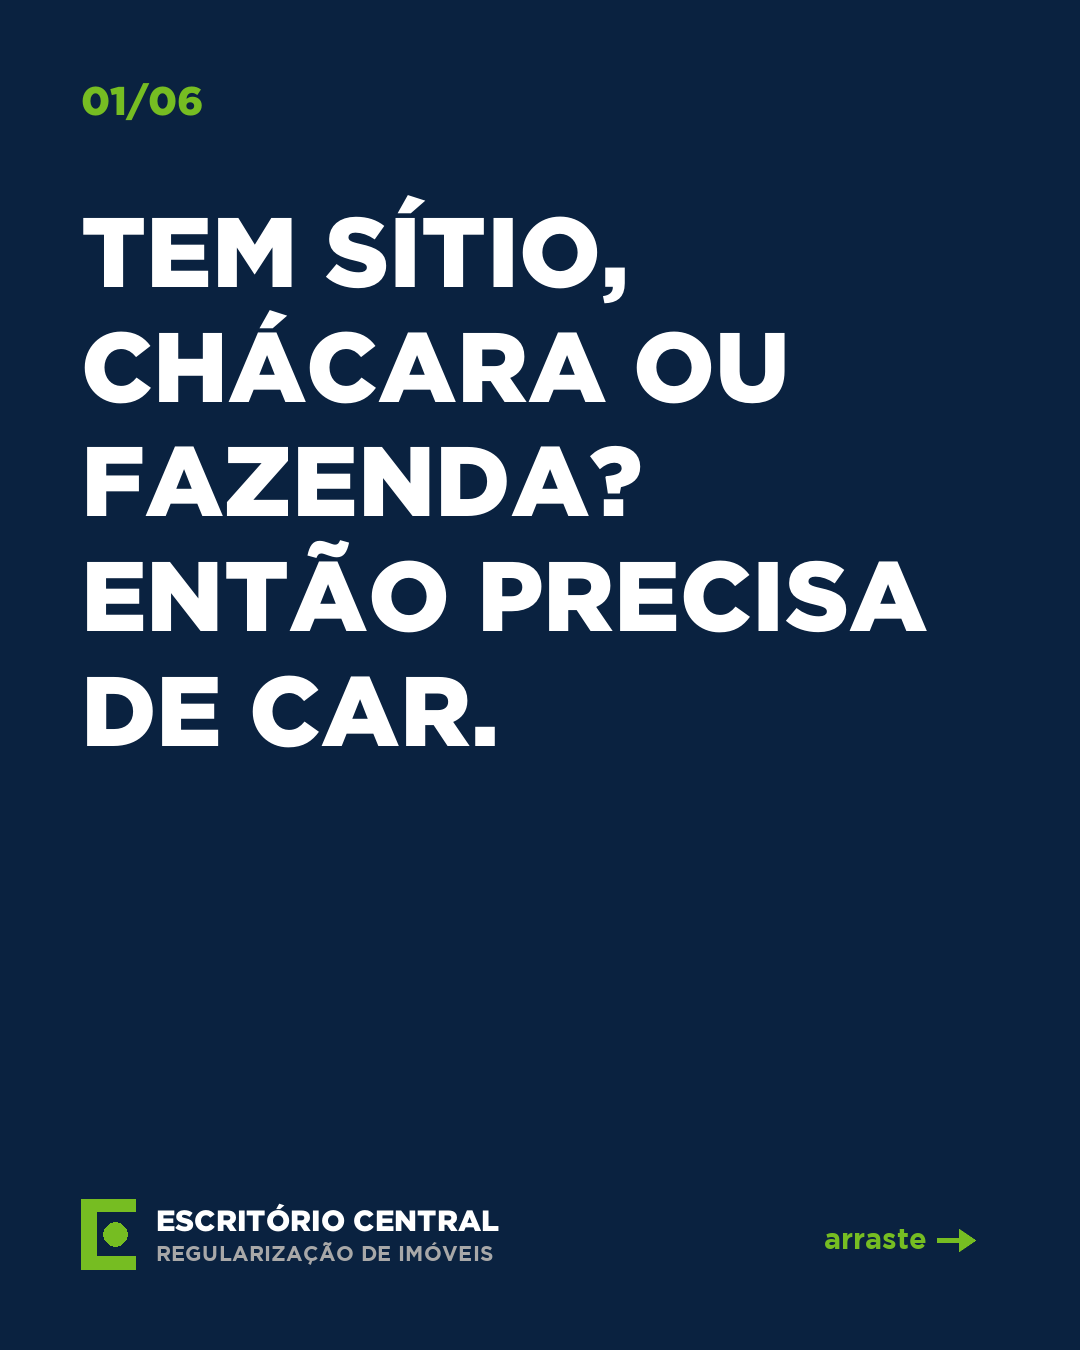 01/06
TEM SÍTIO,
CHÁCARA OU
FAZENDA?
ENTÃO PRECISA
DE CAR.
ESCRITÓRIO CENTRAL
REGULARIZAÇÃO DE IMÓVEIS
arraste